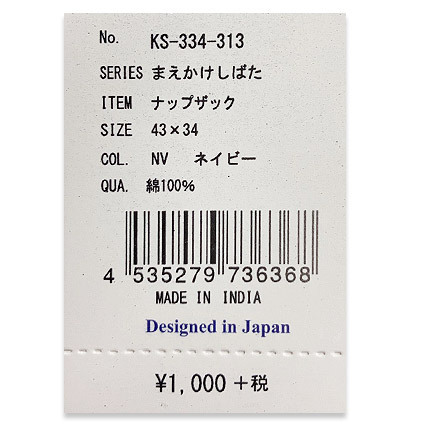 No. KS-334-313
SERIES まえかけしばた
ITEM ナップザック
SIZE 43×34
COL. NV ネイビー
QUA. 綿100%
4 535279 736368
MADE IN INDIA
Designed in Japan
¥1,000+税